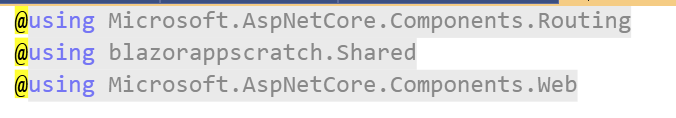 @using Microsoft.AspNetCore.Components.Routing
@using blazorappscratch.Shared
@using Microsoft.AspNetCore.Components.Web